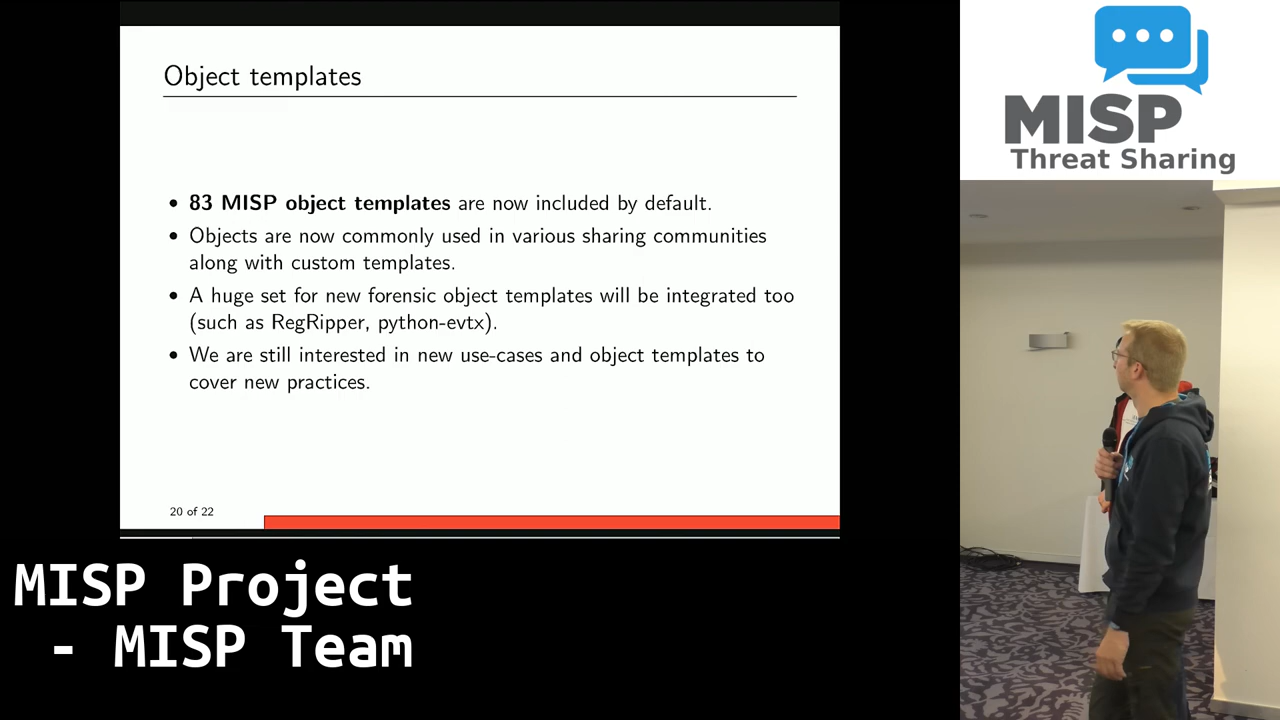 Object templates
• 83 MISP object templates are now included by default.
• Objects are now commonly used in various sharing communities
along with custom templates.
• A huge set for new forensic object templates will be integrated too
(such as RegRipper, python-evtx).
• We are still interested in new use-cases and object templates to
cover new practices.
20 of 22
MISP
Threat Sharing
MISP Project
- MISP Team